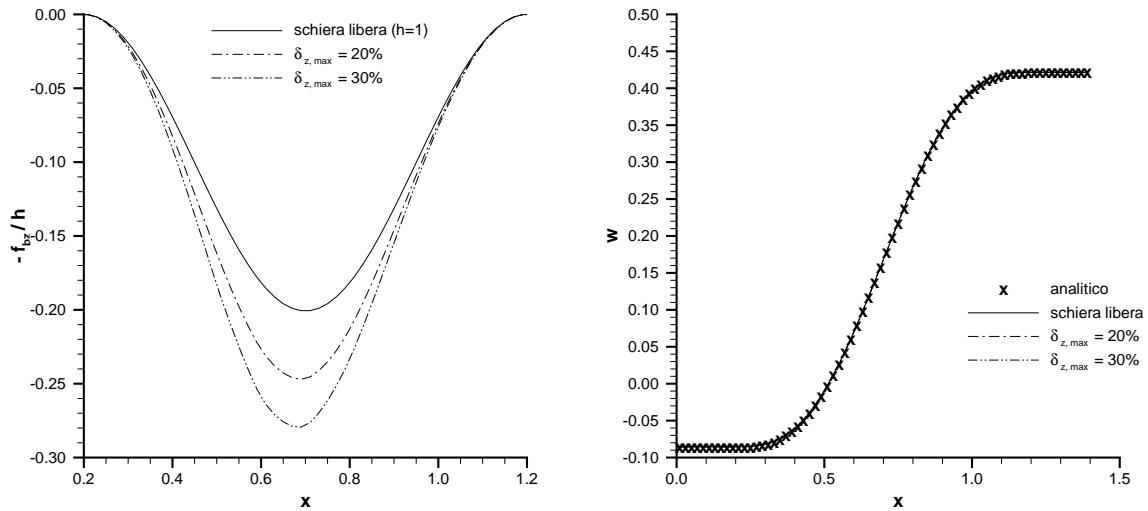 0.00
-0.05
-0.10
-0.15
-0.20
-0.25
-0.30
- f_bz / h
0.2 0.4 0.6 0.8 1.0 1.2
x
schiera libera (h=1)
δ_z, max = 20%
δ_z, max = 30%
0.50
0.45
0.40
0.35
0.30
0.25
0.20
0.15
0.10
0.05
0.00
-0.05
-0.10
w
0.0 0.5 1.0 1.5
x
x analitico
schiera libera
δ_z, max = 20%
δ_z, max = 30%